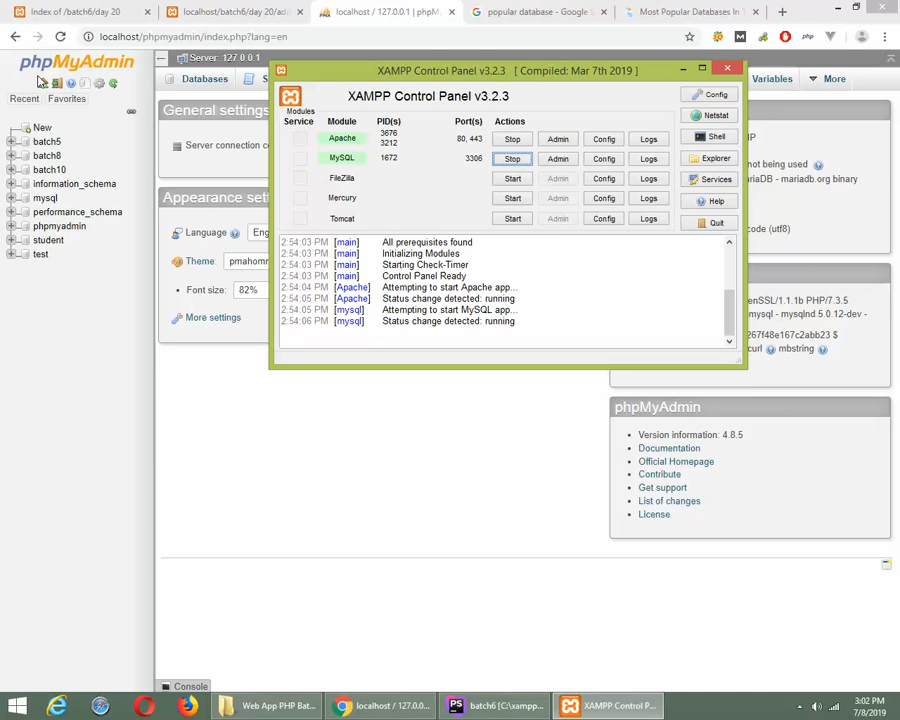 Index of /batch6/day 20
localhost/batch6/day 20/ad
localhost / 127.0.0.1 | phpM
popular database - Google S
Most Popular Databases In T
localhost/phpmyadmin/index.php?lang=en
phpMyAdmin
Recent
Favorites
New
batch5
batch8
batch10
information_schema
mysql
performance_schema
phpmyadmin
student
test
Server: 127.0.0.1
Databases
S
Variables
More
General settings
Server connection c
Appearance sett
Language
Eng
Theme:
pmahomm
Font size:
82%
More settings
XAMPP Control Panel v3.2.3 [ Compiled: Mar 7th 2019 ]
XAMPP Control Panel v3.2.3
Modules
Service
Module
PID(s)
Port(s)
Actions
Apache
3676
3212
80, 443
Stop
Admin
Config
Logs
MySQL
1672
3306
Stop
Admin
Config
Logs
FileZilla
Start
Admin
Config
Logs
Mercury
Start
Admin
Config
Logs
Tomcat
Start
Admin
Config
Logs
Config
Netstat
Shell
Explorer
Services
Help
Quit
2:54:03 PM [main] All prerequisites found
2:54:03 PM [main] Initializing Modules
2:54:03 PM [main] Starting Check-Timer
2:54:03 PM [main] Control Panel Ready
2:54:04 PM [Apache] Attempting to start Apache app...
2:54:05 PM [Apache] Status change detected: running
2:54:05 PM [mysql] Attempting to start MySQL app...
2:54:06 PM [mysql] Status change detected: running
not being used
ariaDB - mariadb.org binary
(utf8)
enSSL/1.1.1b PHP/7.3.5
mysqlnd 5.0.12-dev -
267f48e167c2abb23 $
curl
mbstring
phpMyAdmin
Version information: 4.8.5
Documentation
Official Homepage
Contribute
Get support
List of changes
License
Console
Web App PHP Bat...
localhost / 127.0.0...
batch6 [C:\xampp...
XAMPP Control P...
3:02 PM
7/8/2019